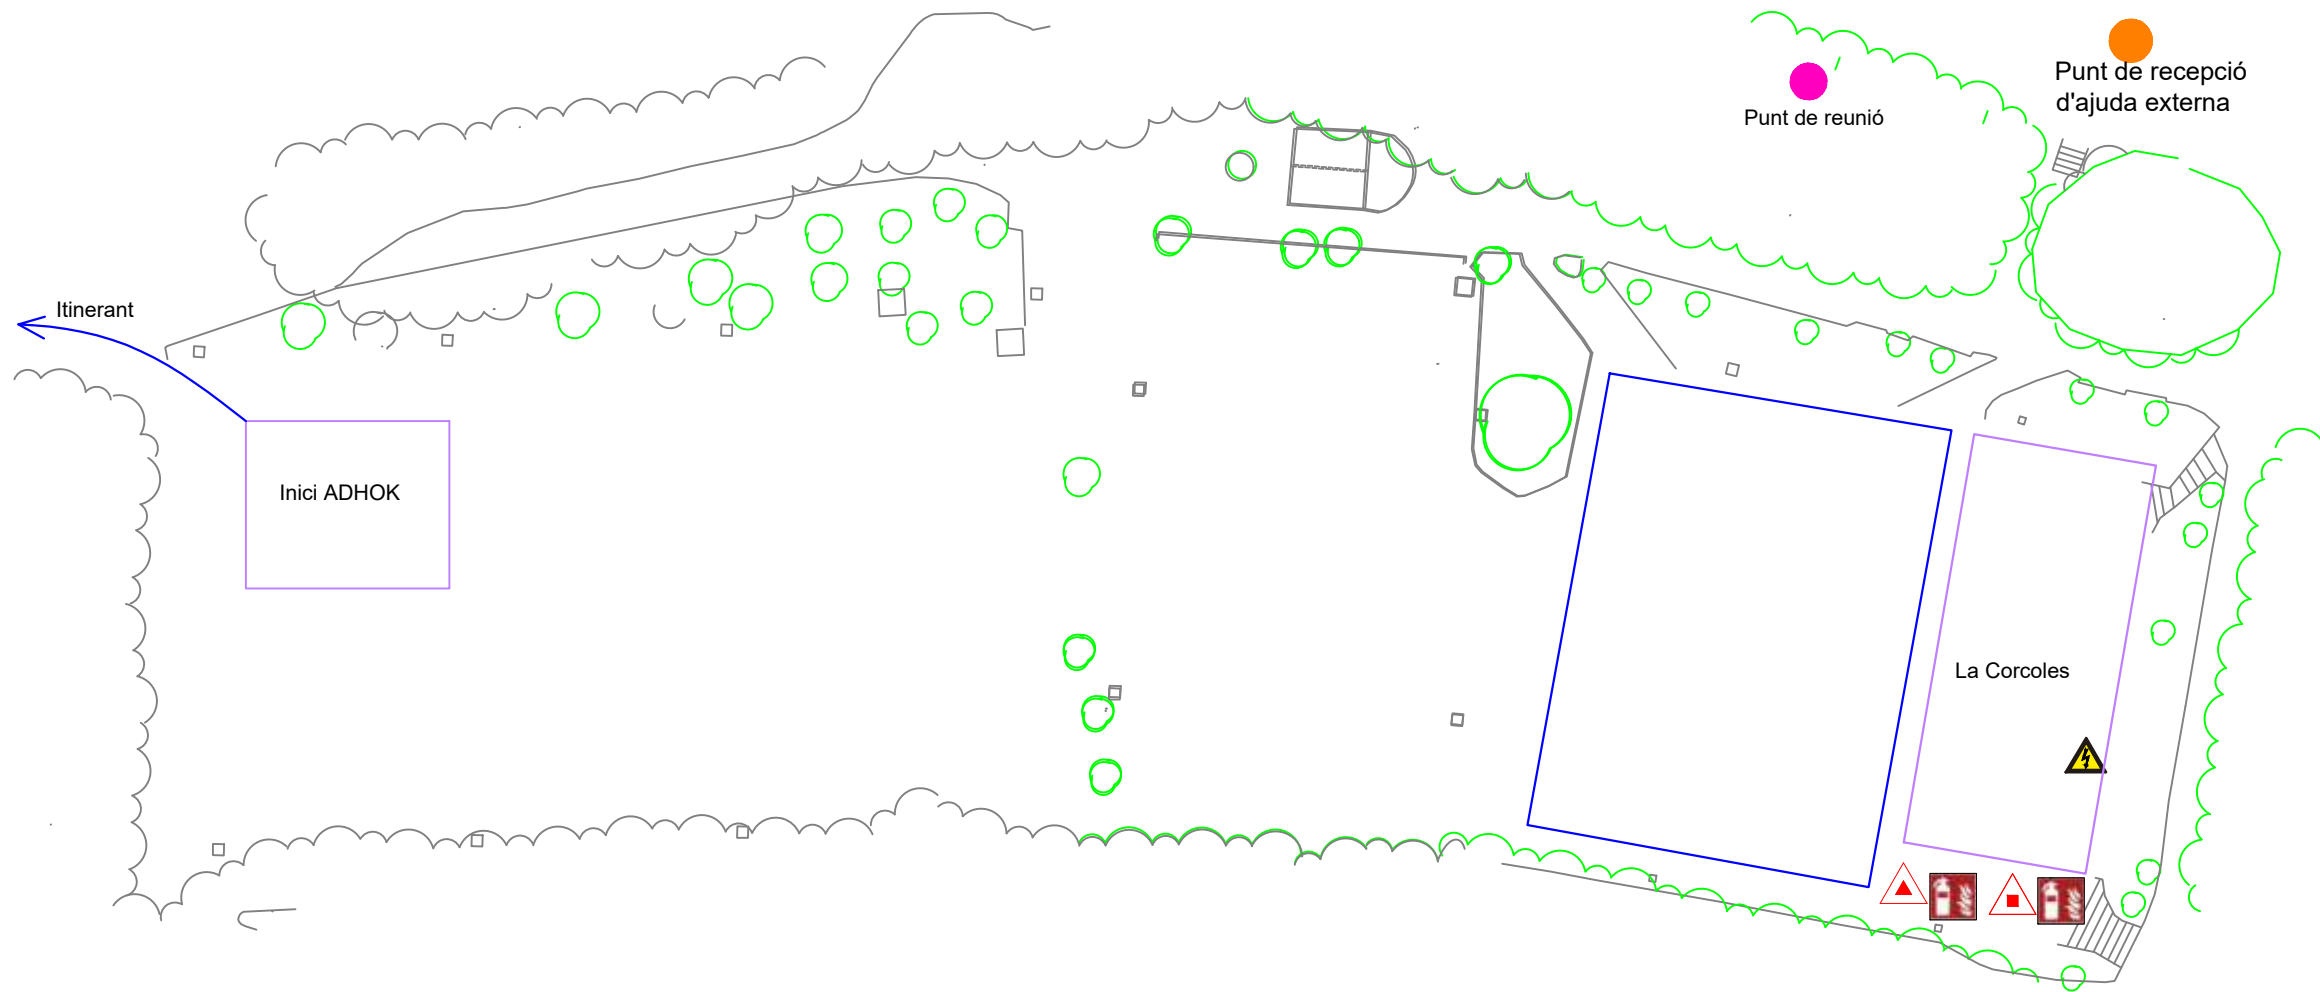 Punt de recepció
d'ajuda externa
Punt de reunió
Itinerant
Inici ADHOK
La Corcoles